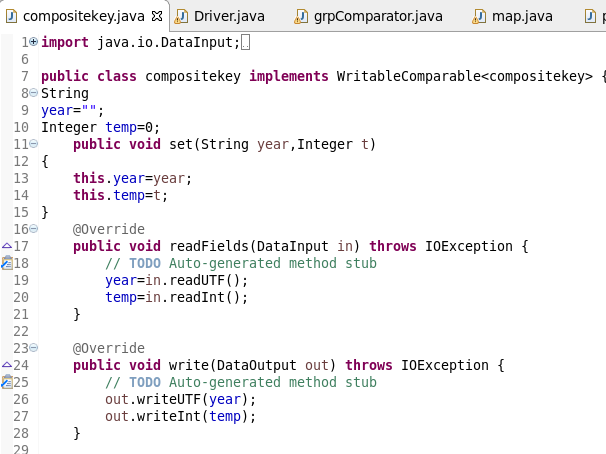 compositekey.java Driver.java grpComparator.java map.java
1 import java.io.DataInput;
6
7 public class compositekey implements WritableComparable<compositekey> {
8 String
9 year="";
10 Integer temp=0;
11 public void set(String year,Integer t)
12 {
13 this.year=year;
14 this.temp=t;
15 }
16 @Override
17 public void readFields(DataInput in) throws IOException {
18 // TODO Auto-generated method stub
19 year=in.readUTF();
20 temp=in.readInt();
21 }
22
23 @Override
24 public void write(DataOutput out) throws IOException {
25 // TODO Auto-generated method stub
26 out.writeUTF(year);
27 out.writeInt(temp);
28 }
29